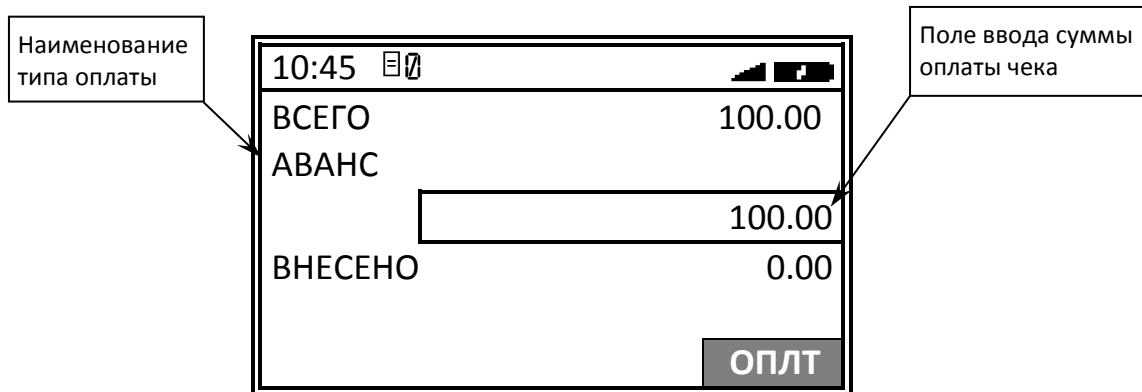 Наименование
типа оплаты
Поле ввода суммы
оплаты чека
10:45
ВСЕГО 100.00
АВАНС
100.00
ВНЕСЕНО 0.00
ОПЛТ